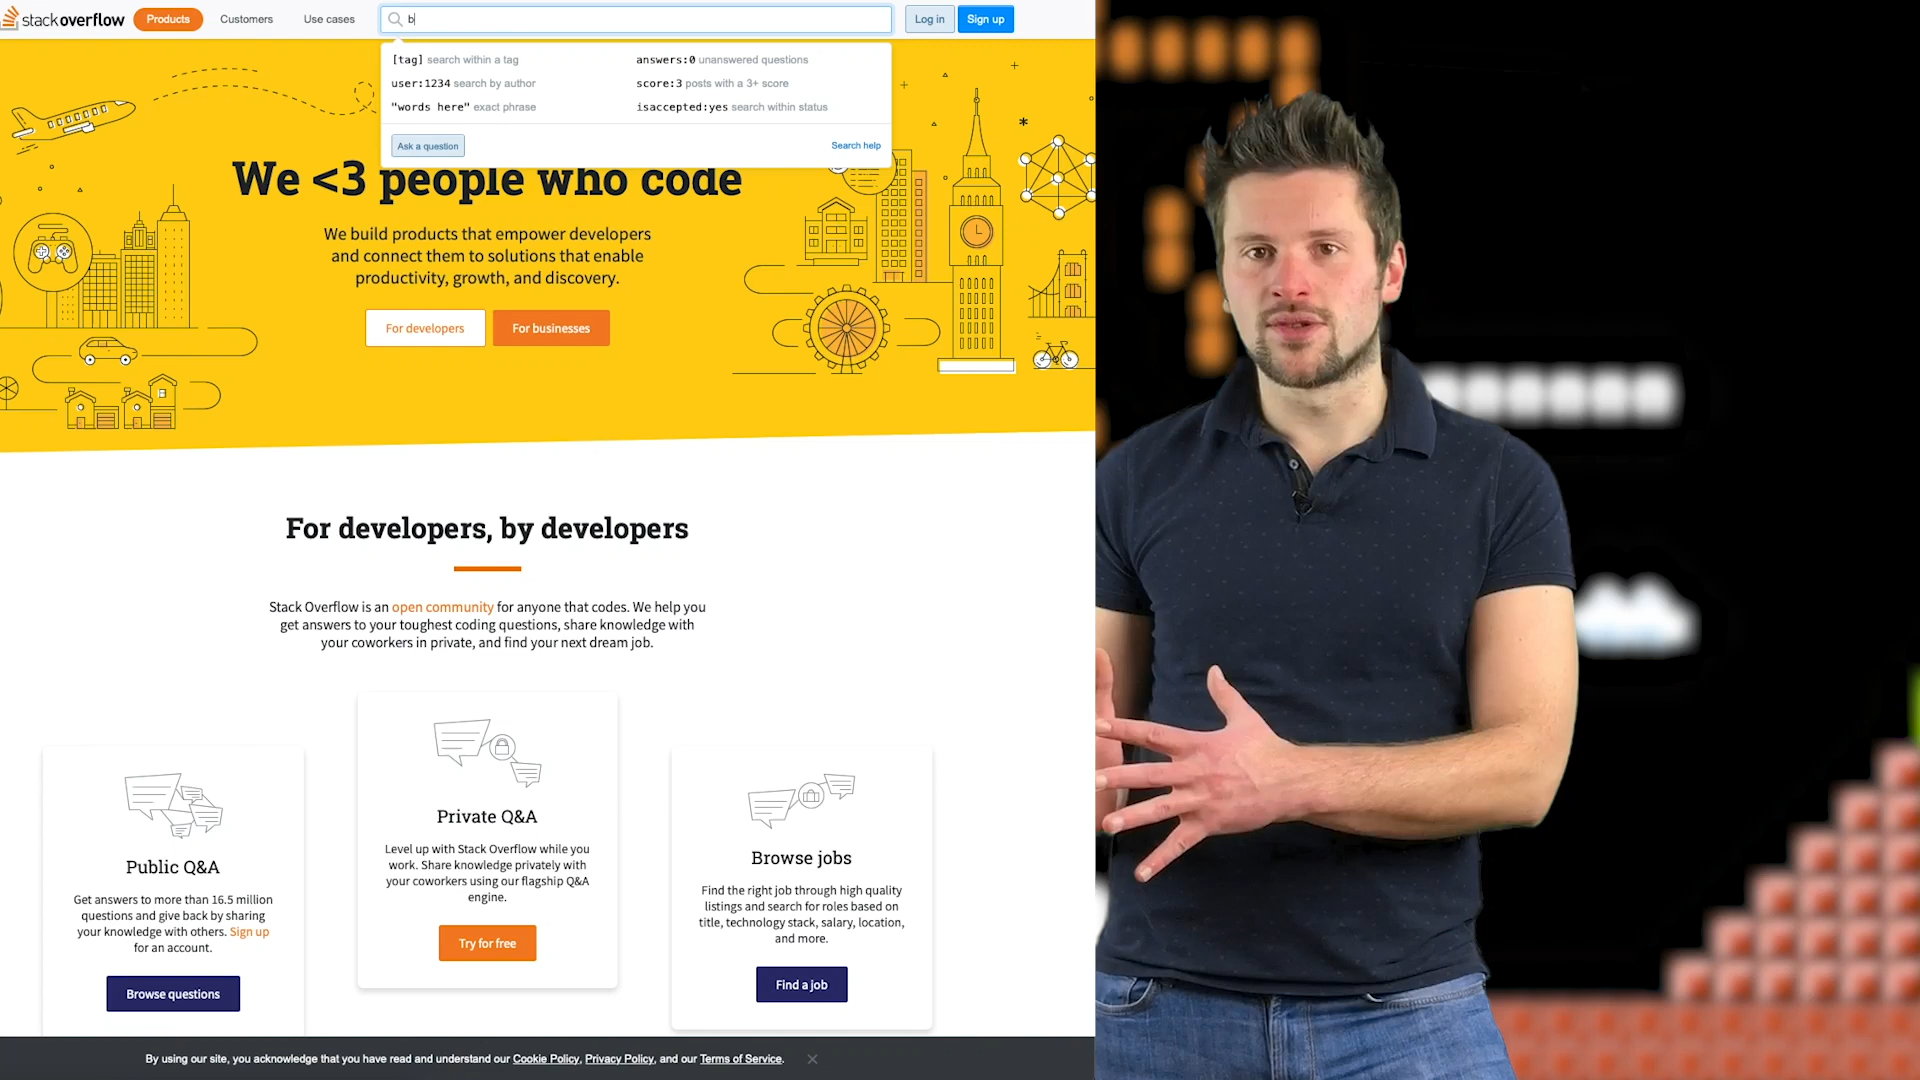 stackoverflow Products Customers Use cases b Log in Sign up
[tag] search within a tag answers:0 unanswered questions
user:1234 search by author score:3 posts with a 3+ score
"words here" exact phrase isaccepted:yes search within status
Ask a question Search help
We <3 people who code
We build products that empower developers
and connect them to solutions that enable
productivity, growth, and discovery.
For developers For businesses
For developers, by developers
Stack Overflow is an open community for anyone that codes. We help you
get answers to your toughest coding questions, share knowledge with
your coworkers in private, and find your next dream job.
Public Q&A
Get answers to more than 16.5 million
questions and give back by sharing
your knowledge with others. Sign up
for an account.
Browse questions
Private Q&A
Level up with Stack Overflow while you
work. Share knowledge privately with
your coworkers using our flagship Q&A
engine.
Try for free
Browse jobs
Find the right job through high quality
listings and search for roles based on
title, technology stack, salary, location,
and more.
Find a job
By using our site, you acknowledge that you have read and understand our Cookie Policy, Privacy Policy, and our Terms of Service.